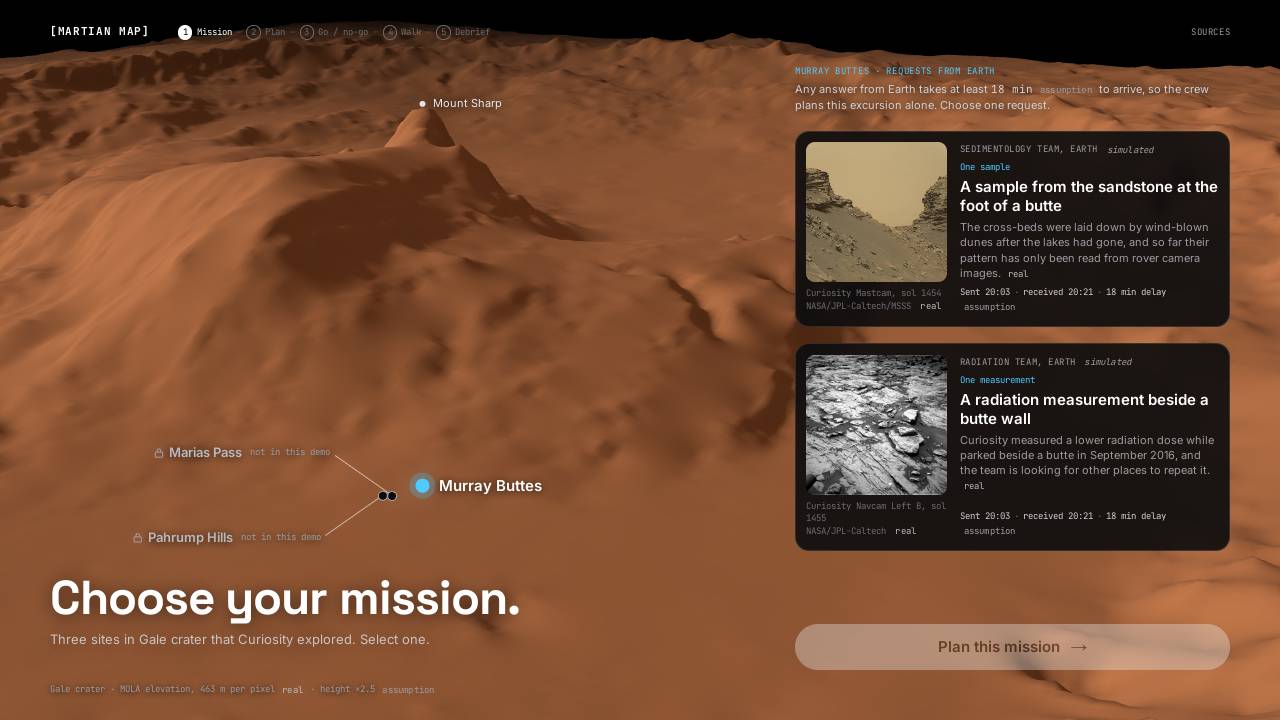 [MARTIAN MAP]
1 Mission 2 Plan 3 Go / no-go 4 Walk 5 Debrief
SOURCES
MURRAY BUTTES · REQUESTS FROM EARTH
Any answer from Earth takes at least 18 min assumption to arrive, so the crew
plans this excursion alone. Choose one request.
Mount Sharp
SEDIMENTOLOGY TEAM, EARTH simulated
One sample
A sample from the sandstone at the
foot of a butte
The cross-beds were laid down by wind-blown
dunes after the lakes had gone, and so far their
pattern has only been read from rover camera
images. real
Sent 20:03 · received 20:21 · 18 min delay
assumption
Curiosity Mastcam, sol 1454
NASA/JPL-Caltech/MSSS real
RADIATION TEAM, EARTH simulated
One measurement
A radiation measurement beside a
butte wall
Curiosity measured a lower radiation dose while
parked beside a butte in September 2016, and
the team is looking for other places to repeat it.
real
Sent 20:03 · received 20:21 · 18 min delay
assumption
Curiosity Navcam Left B, sol
1455
NASA/JPL-Caltech real
Marias Pass not in this demo
Murray Buttes
Pahrump Hills not in this demo
Choose your mission.
Three sites in Gale crater that Curiosity explored. Select one.
Plan this mission →
Gale crater · MOLA elevation, 463 m per pixel real · height ×2.5 assumption